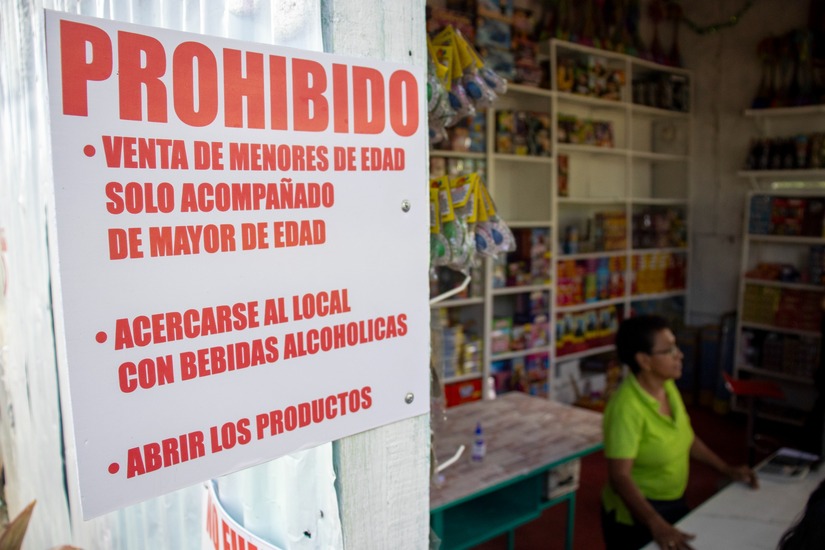 PROHIBIDO
• VENTA DE MENORES DE EDAD
SOLO ACOMPAÑADO
DE MAYOR DE EDAD
• ACERCARSE AL LOCAL
CON BEBIDAS ALCOHOLICAS
• ABRIR LOS PRODUCTOS
NO